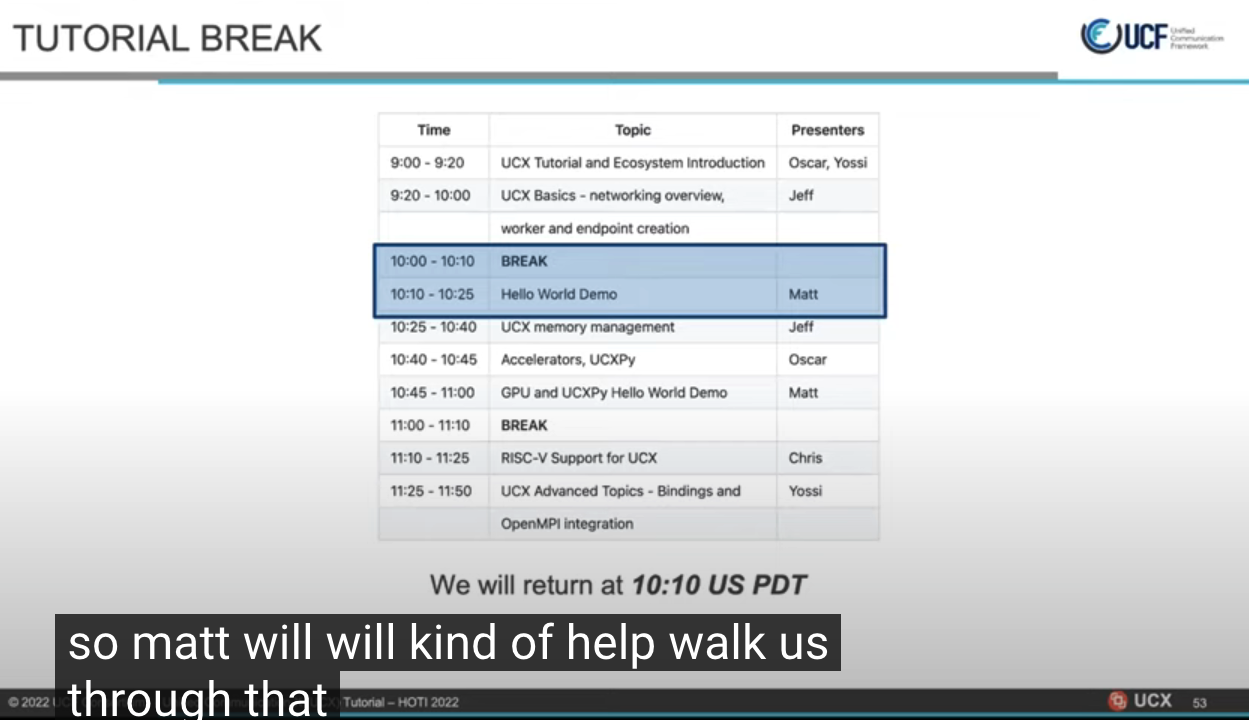 TUTORIAL BREAK
UCF Unified
Communication
Framework
Time Topic Presenters
9:00 - 9:20 UCX Tutorial and Ecosystem Introduction Oscar, Yossi
9:20 - 10:00 UCX Basics - networking overview, Jeff
worker and endpoint creation
10:00 - 10:10 BREAK
10:10 - 10:25 Hello World Demo Matt
10:25 - 10:40 UCX memory management Jeff
10:40 - 10:45 Accelerators, UCXPy Oscar
10:45 - 11:00 GPU and UCXPy Hello World Demo Matt
11:00 - 11:10 BREAK
11:10 - 11:25 RISC-V Support for UCX Chris
11:25 - 11:50 UCX Advanced Topics - Bindings and Yossi
OpenMPI integration
We will return at 10:10 US PDT
so matt will will kind of help walk us
through that
© 2022 Tutorial – HOTI 2022 UCX 53